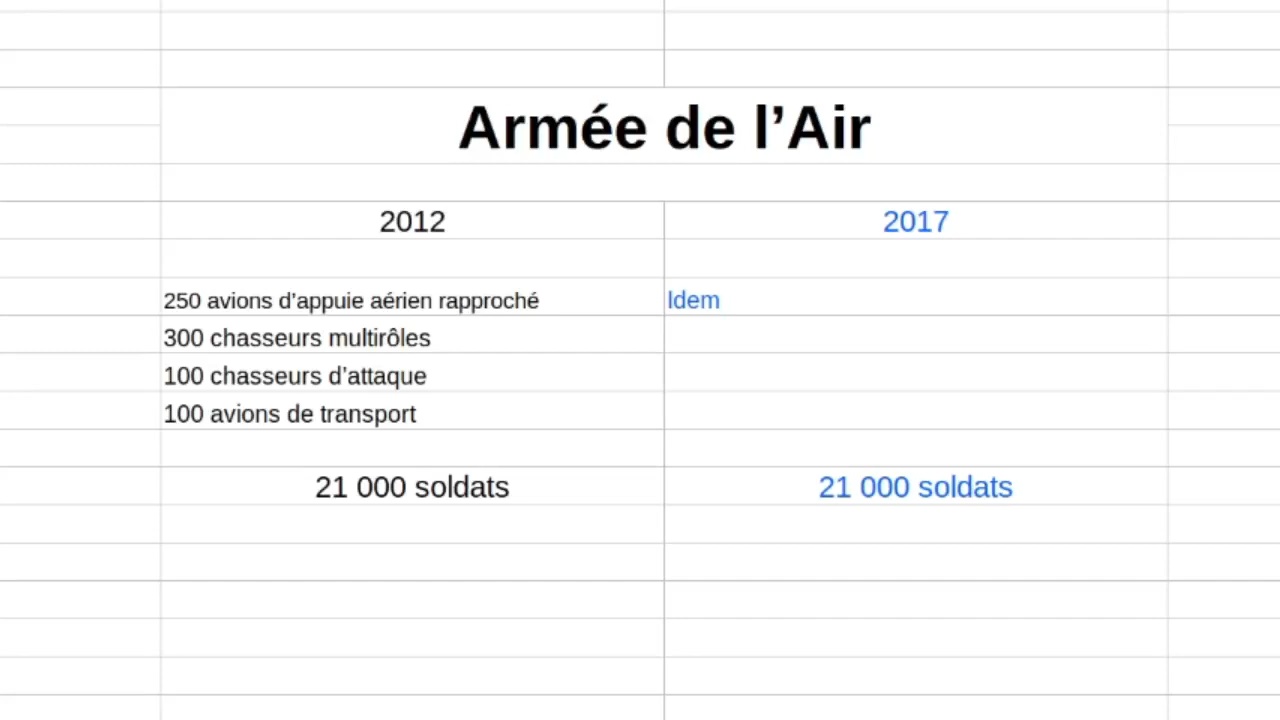 Armée de l’Air
2012
2017
250 avions d’appuie aérien rapproché
Idem
300 chasseurs multirôles
100 chasseurs d’attaque
100 avions de transport
21 000 soldats
21 000 soldats